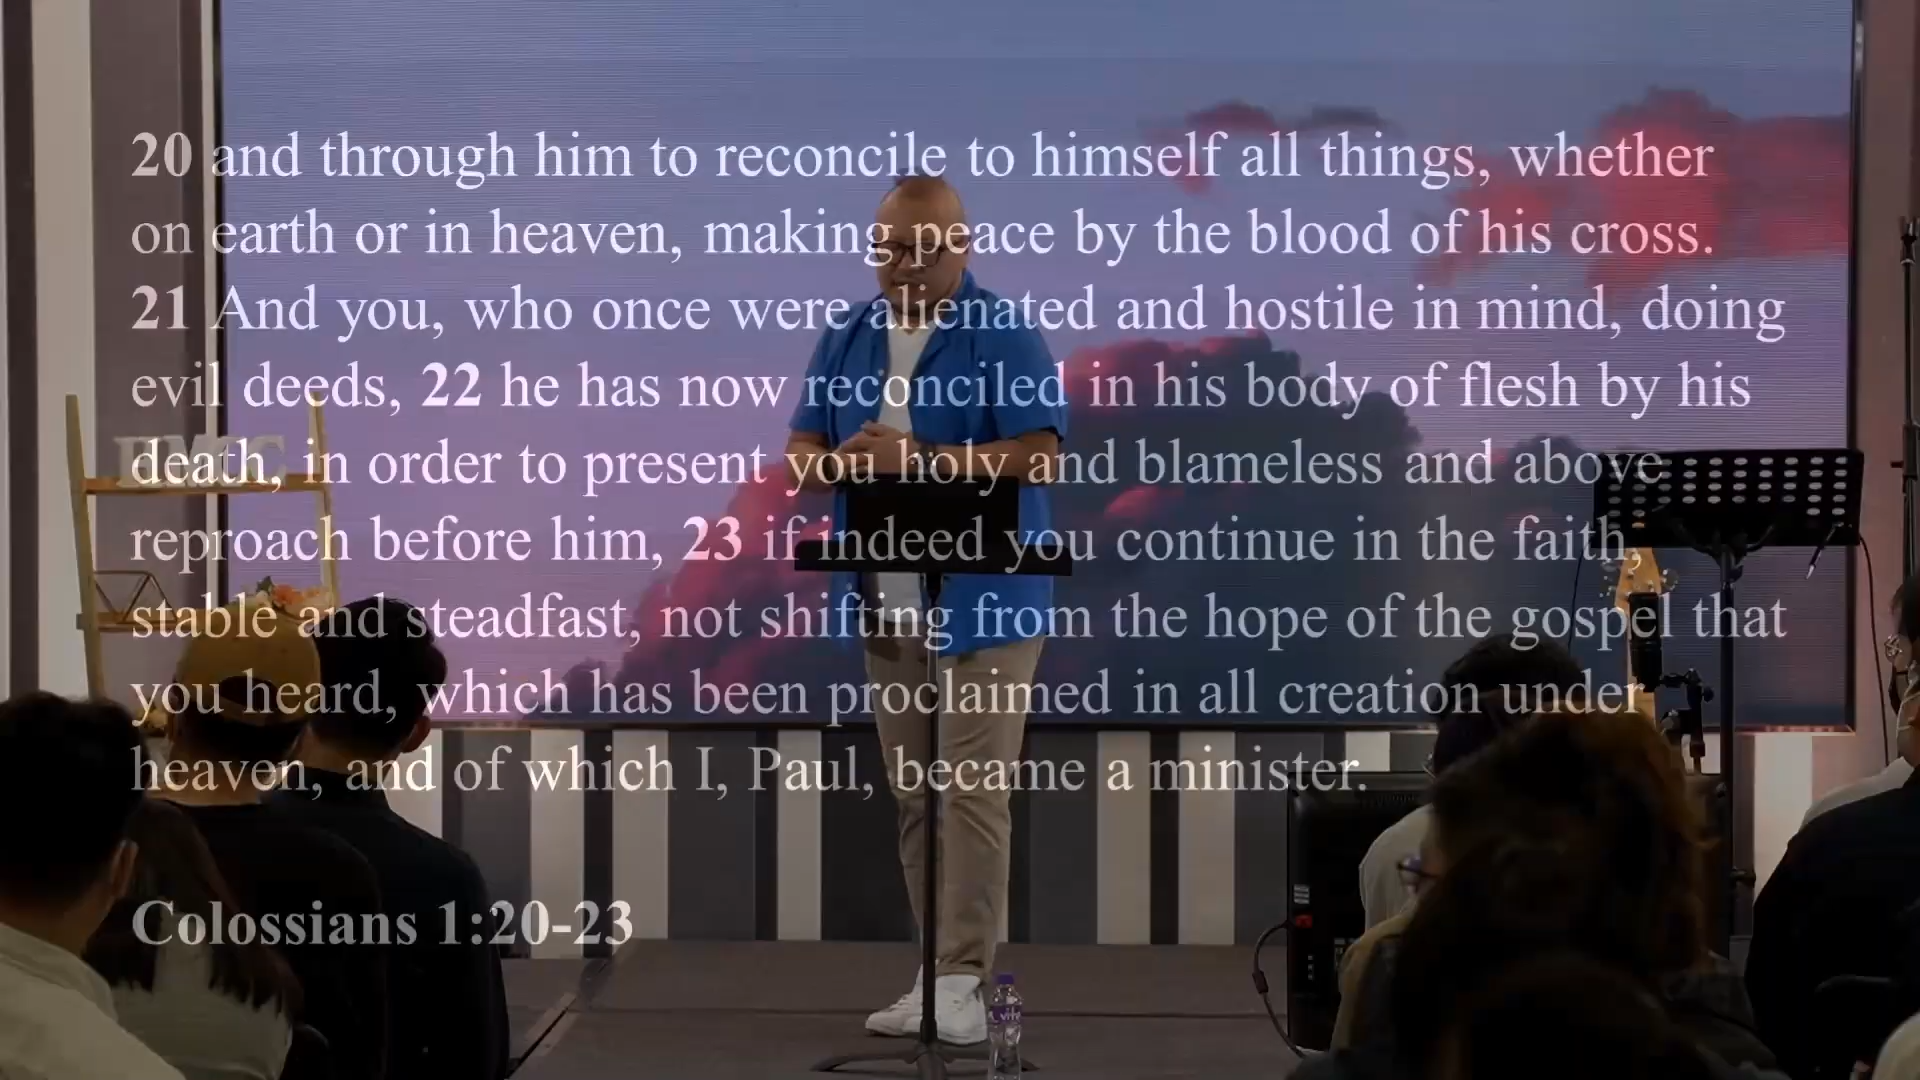 20 and through him to reconcile to himself all things, whether
on earth or in heaven, making peace by the blood of his cross.
21 And you, who once were alienated and hostile in mind, doing
evil deeds, 22 he has now reconciled in his body of flesh by his
death, in order to present you holy and blameless and above
reproach before him, 23 if indeed you continue in the faith,
stable and steadfast, not shifting from the hope of the gospel that
you heard, which has been proclaimed in all creation under
heaven, and of which I, Paul, became a minister.
Colossians 1:20-23